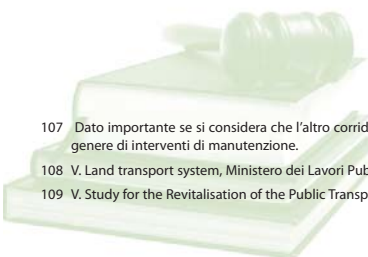 107 Dato importante se si considera che l'altro corrid
genere di interventi di manutenzione.
108 V. Land transport system, Ministero dei Lavori Pub
109 V. Study for the Revitalisation of the Public Transp